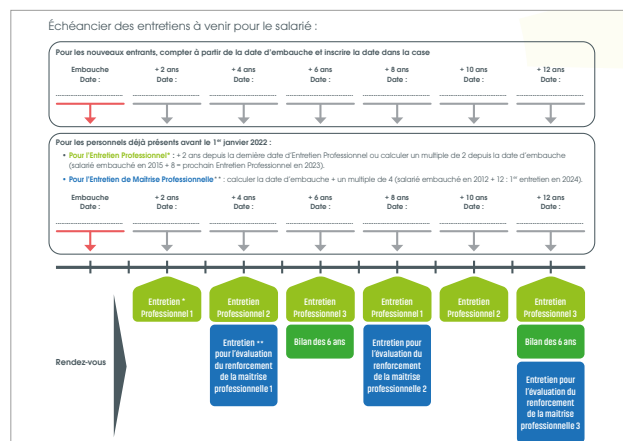 Échéancier des entretiens à venir pour le salarié :
Pour les nouveaux entrants, compter à partir de la date d'embauche et inscrire la date dans la case
Embauche + 2 ans + 4 ans + 6 ans + 8 ans + 10 ans + 12 ans
Date : Date : Date : Date : Date : Date : Date :
Pour les personnels déjà présents avant le 1er janvier 2022 :
• Pour l'Entretien Professionnel* : + 2 ans depuis la dernière date d'Entretien Professionnel ou calculer un multiple de 2 depuis la date d'embauche
(salarié embauché en 2015 + 8 = prochain Entretien Professionnel en 2023).
• Pour l'Entretien de Maîtrise Professionnelle** : calculer la date d'embauche + un multiple de 4 (salarié embauché en 2012 + 12 : 1er entretien en 2024).
Embauche + 2 ans + 4 ans + 6 ans + 8 ans + 10 ans + 12 ans
Date : Date : Date : Date : Date : Date : Date :
Rendez-vous
Entretien *
Professionnel 1
Entretien
Professionnel 2
Entretien **
pour l'évaluation
du renforcement
de la maitrise
professionnelle 1
Entretien
Professionnel 3
Bilan des 6 ans
Entretien
Professionnel 1
Entretien pour
l'évaluation du
renforcement
de la maitrise
professionnelle 2
Entretien
Professionnel 2
Entretien
Professionnel 3
Bilan des 6 ans
Entretien pour
l'évaluation du
renforcement
de la maitrise
professionnelle 3